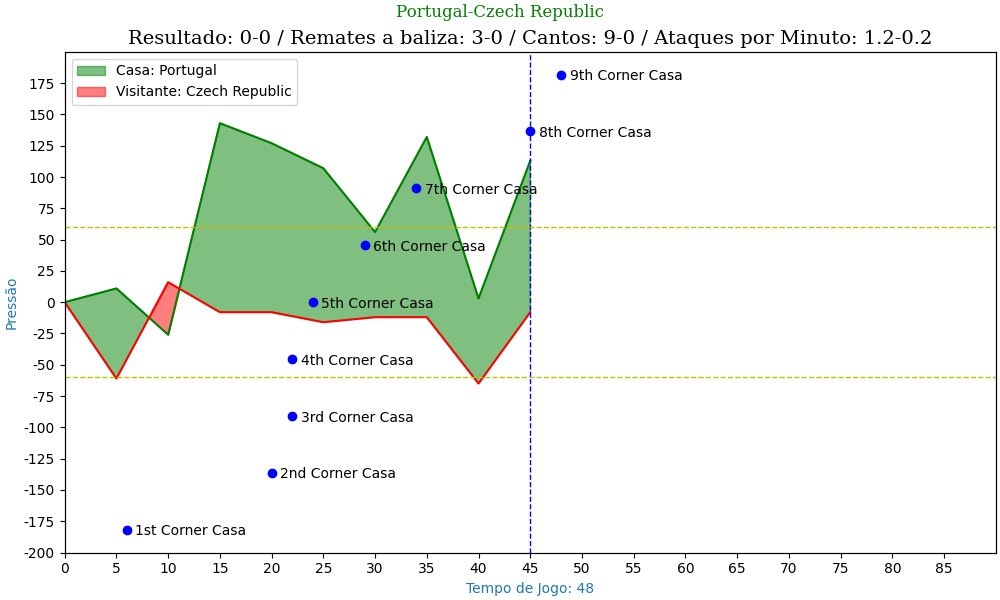 Portugal-Czech Republic
Resultado: 0-0 / Remates a baliza: 3-0 / Cantos: 9-0 / Ataques por Minuto: 1.2-0.2
Casa: Portugal
Visitante: Czech Republic
9th Corner Casa
8th Corner Casa
7th Corner Casa
6th Corner Casa
5th Corner Casa
4th Corner Casa
3rd Corner Casa
2nd Corner Casa
1st Corner Casa
Pressão
175
150
125
100
75
50
25
0
-25
-50
-75
-100
-125
-150
-175
-200
0 5 10 15 20 25 30 35 40 45 50 55 60 65 70 75 80 85
Tempo de Jogo: 48